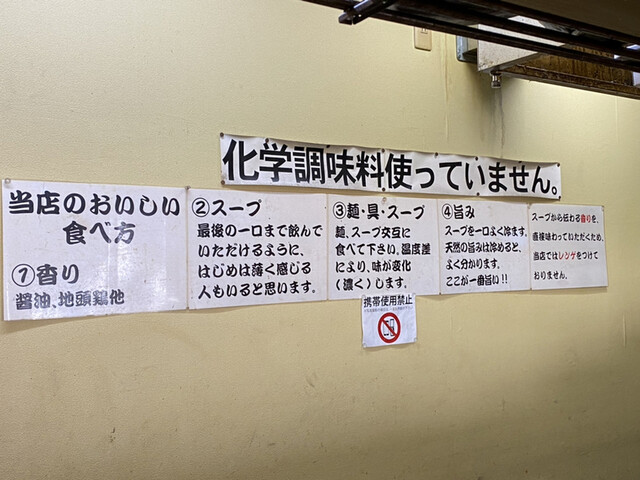 化学調味料使っていません。
当店のおいしい
食べ方
①香り
醤油、地頭鶏他
②スープ
最後の一口まで飲んで
いただけるように、
はじめは薄く感じる
人もいると思います。
③麺・具・スープ
麺、スープ交互に
食べて下さい、温度差
により、味が変化
(濃く)します。
④旨み
スープを一口よく冷ます。
天然の旨みは冷めると、
よく分かります。
ここが一番旨い!!
スープから伝わる香りを、
直接味わっていただくため、
当店ではレンゲをつけて
おりません。
携帯使用禁止